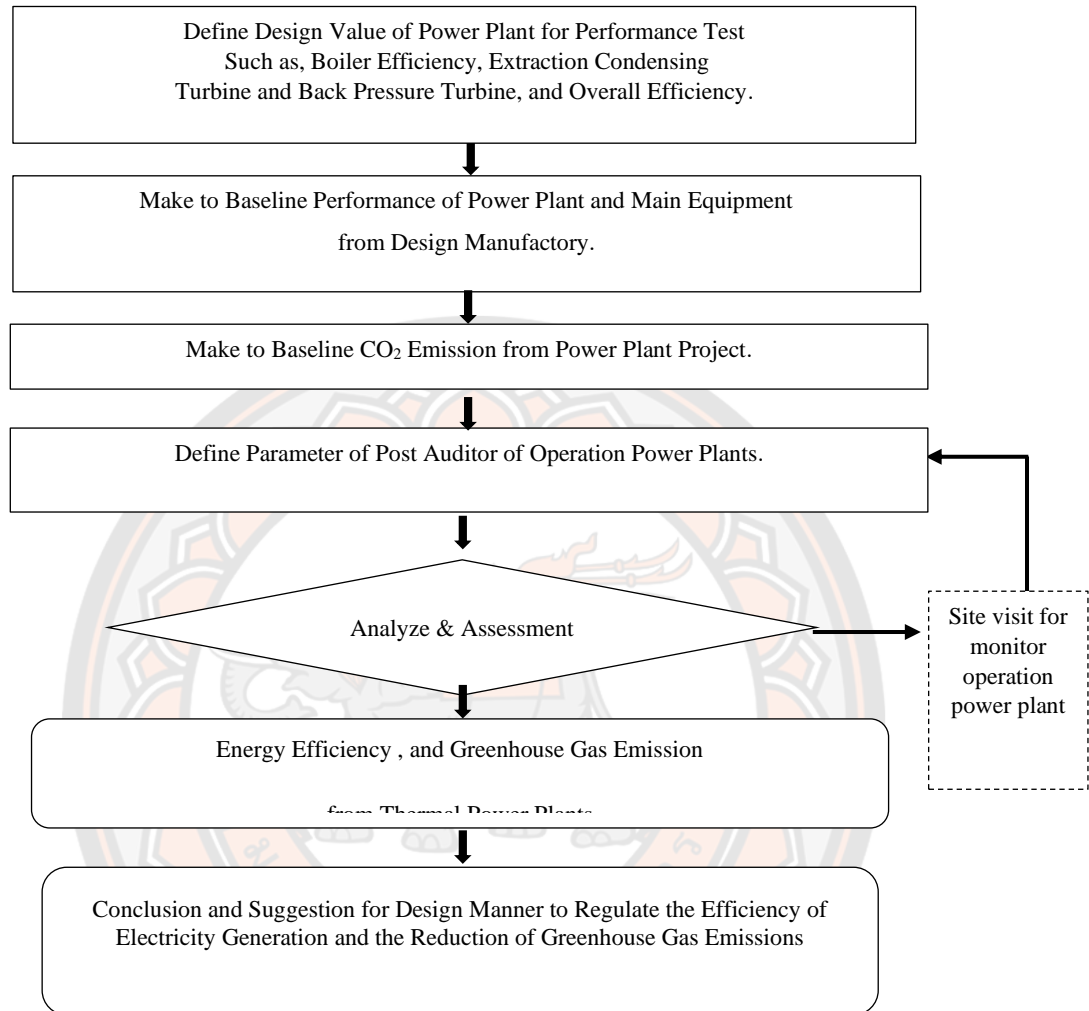 Define Design Value of Power Plant for Performance Test
Such as, Boiler Efficiency, Extraction Condensing
Turbine and Back Pressure Turbine, and Overall Efficiency.
Make to Baseline Performance of Power Plant and Main Equipment
from Design Manufactory.
Make to Baseline CO₂ Emission from Power Plant Project.
Define Parameter of Post Auditor of Operation Power Plants.
Analyze & Assessment
Site visit for
monitor
operation
power plant
Energy Efficiency , and Greenhouse Gas Emission
from Thermal Power Plants
Conclusion and Suggestion for Design Manner to Regulate the Efficiency of
Electricity Generation and the Reduction of Greenhouse Gas Emissions